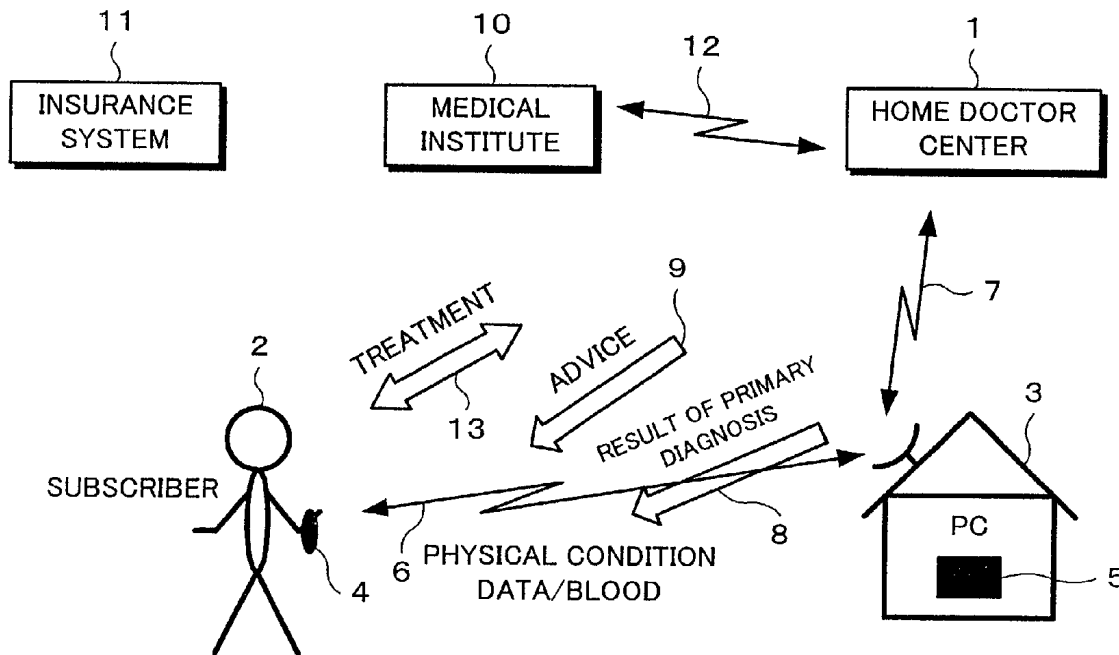 11
10
12
1
INSURANCE
SYSTEM
MEDICAL
INSTITUTE
HOME DOCTOR
CENTER
9
7
2
TREATMENT
13
ADVICE
RESULT OF PRIMARY
DIAGNOSIS
3
SUBSCRIBER
PC
4
6
8
5
PHYSICAL CONDITION
DATA/BLOOD